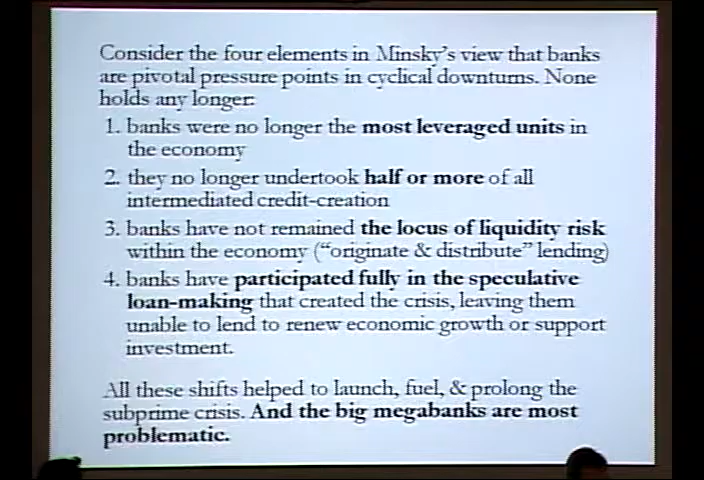 Consider the four elements in Minsky's view that banks
are pivotal pressure points in cyclical downturns. None
holds any longer:
1. banks were no longer the most leveraged units in
the economy
2. they no longer undertook half or more of all
intermediated credit-creation
3. banks have not remained the locus of liquidity risk
within the economy ("originate & distribute" lending)
4. banks have participated fully in the speculative
loan-making that created the crisis, leaving them
unable to lend to renew economic growth or support
investment.
All these shifts helped to launch, fuel, & prolong the
subprime crisis. And the big megabanks are most
problematic.